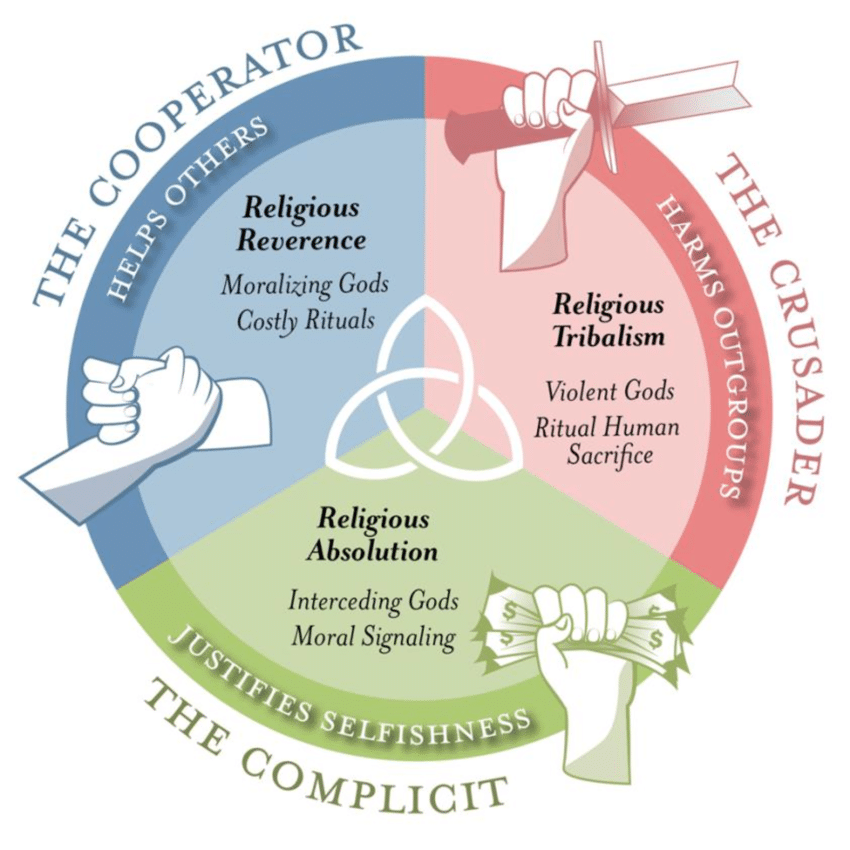 THE COOPERATOR
HELPS OTHERS
Religious
Reverence
Moralizing Gods
Costly Rituals
THE CRUSADER
HARMS OUTGROUPS
Religious
Tribalism
Violent Gods
Ritual Human
Sacrifice
Religious
Absolution
Interceding Gods
Moral Signaling
$ $
$ $
JUSTIFIES SELFISHNESS
THE COMPLICIT